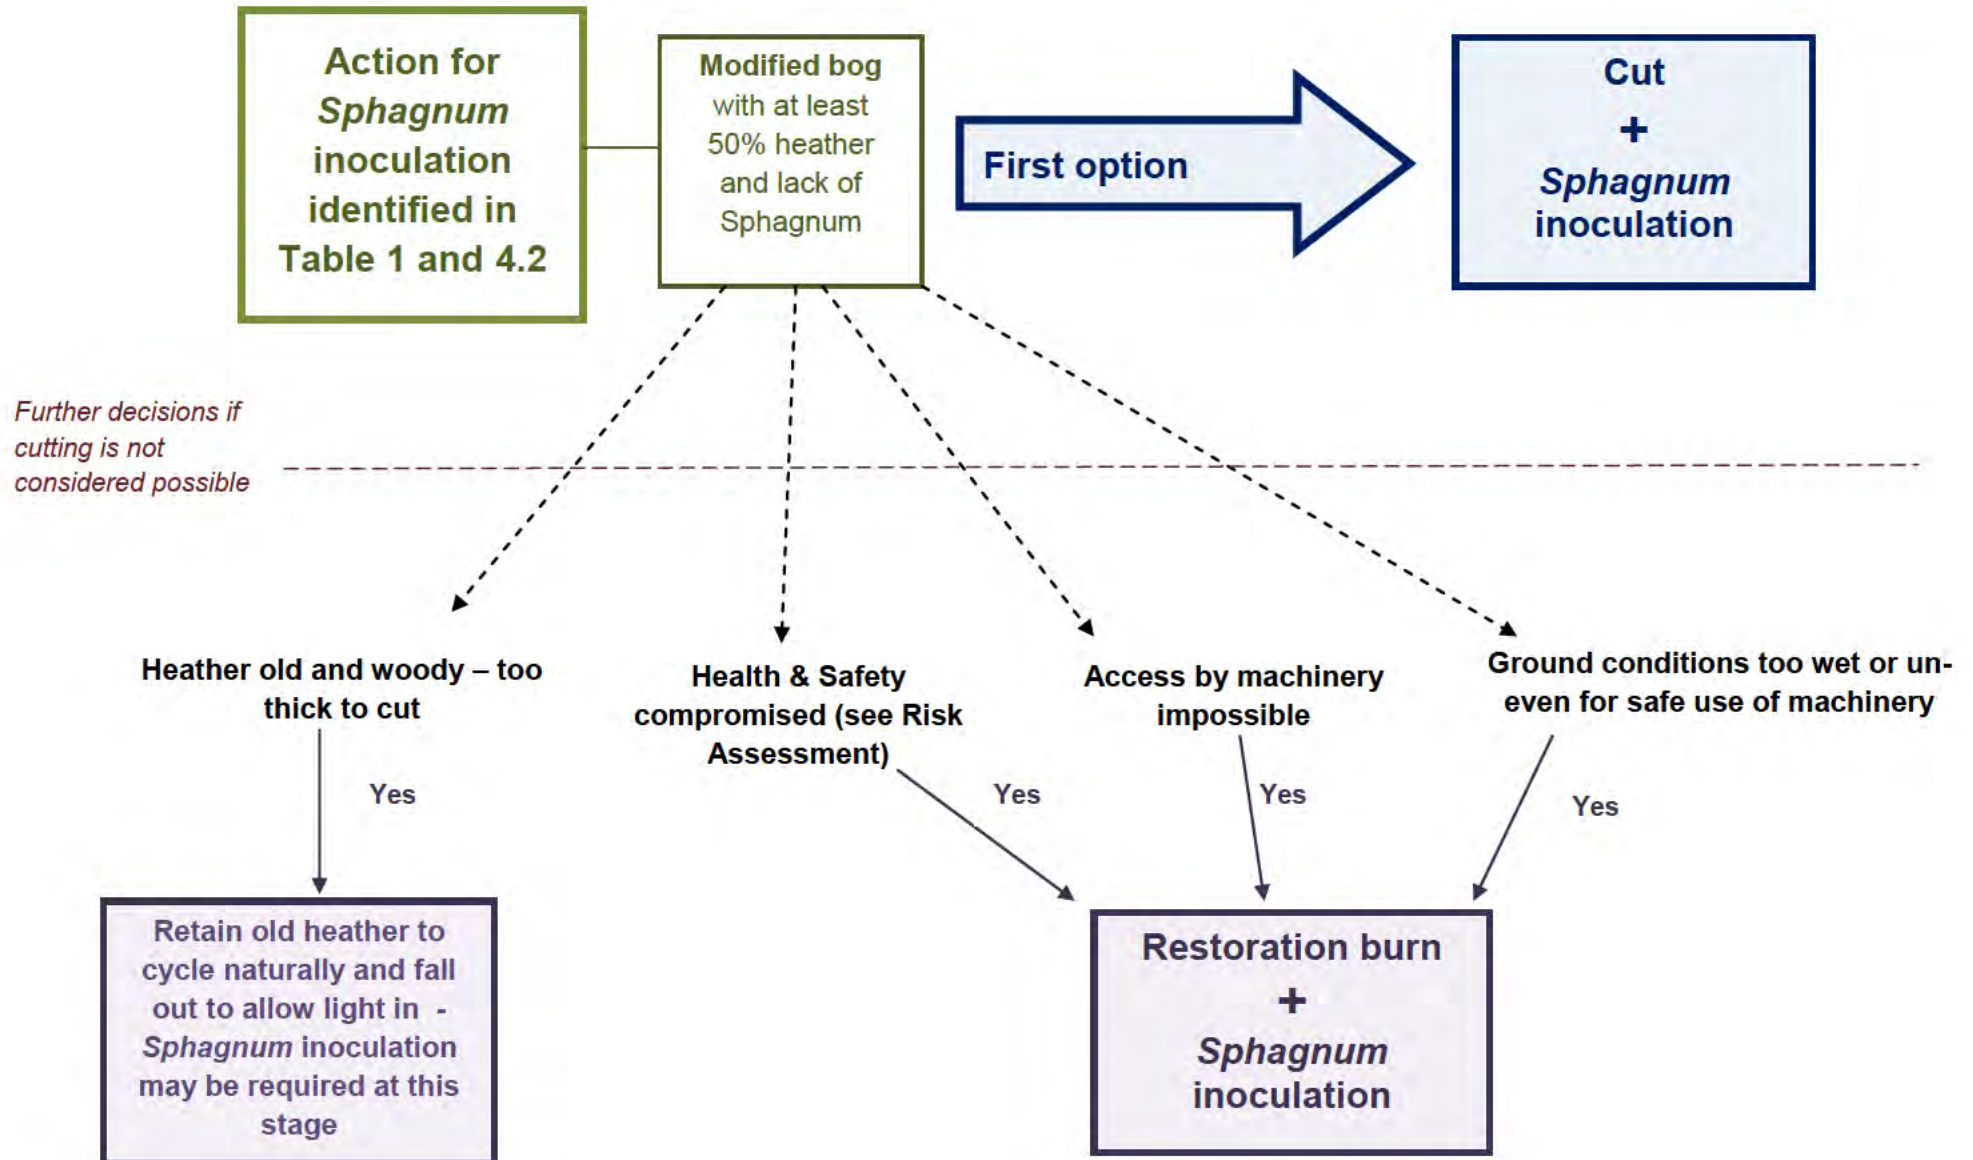 Action for
Sphagnum
inoculation
identified in
Table 1 and 4.2
Modified bog
with at least
50% heather
and lack of
Sphagnum
First option
Cut
+
Sphagnum
inoculation
Further decisions if
cutting is not
considered possible
Heather old and woody – too
thick to cut
Health & Safety
compromised (see Risk
Assessment)
Access by machinery
impossible
Ground conditions too wet or un-
even for safe use of machinery
Yes
Yes
Yes
Yes
Retain old heather to
cycle naturally and fall
out to allow light in -
Sphagnum inoculation
may be required at this
stage
Restoration burn
+
Sphagnum
inoculation